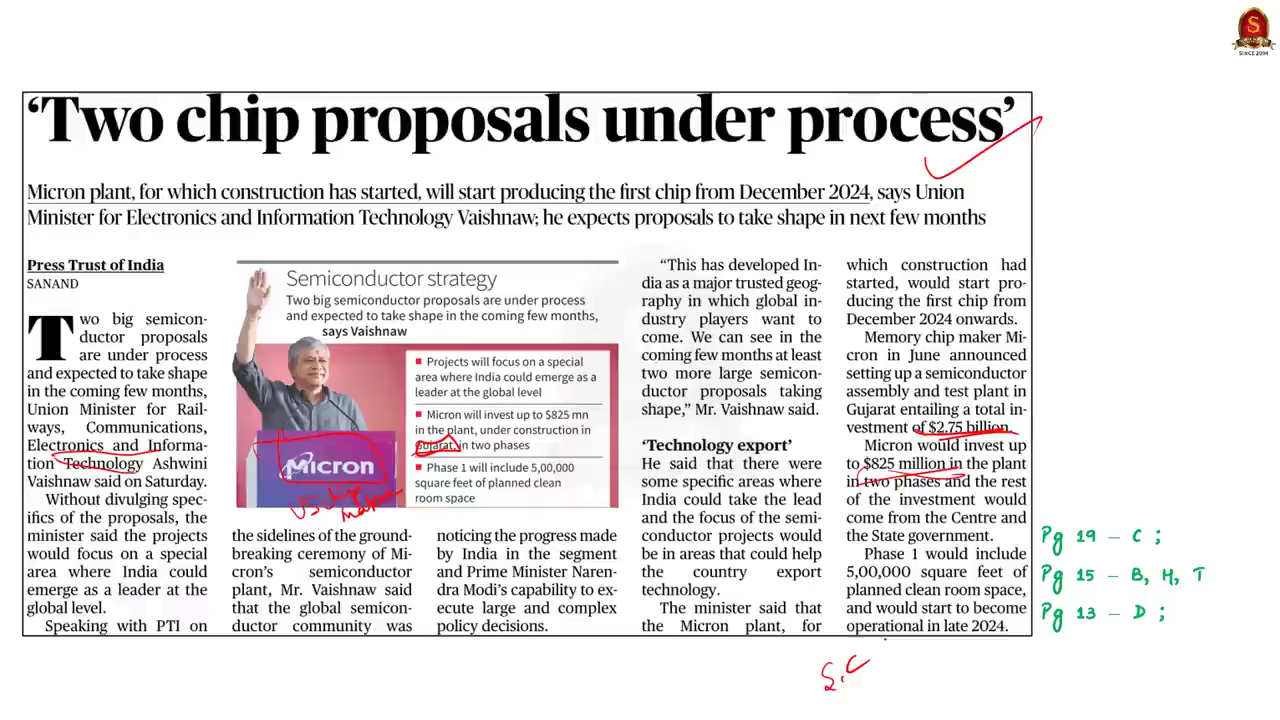 S
SINCE 2004
‘Two chip proposals under process’
Micron plant, for which construction has started, will start producing the first chip from December 2024, says Union
Minister for Electronics and Information Technology Vaishnaw; he expects proposals to take shape in next few months
Press Trust of India
SANAND
Two big semicon-
ductor proposals
are under process
and expected to take shape
in the coming few months,
Union Minister for Rail-
ways, Communications,
Electronics and Informa-
tion Technology Ashwini
Vaishnaw said on Saturday.
Without divulging spec-
ifics of the proposals, the
minister said the projects
would focus on a special
area where India could
emerge as a leader at the
global level.
Speaking with PTI on
Semiconductor strategy
Two big semiconductor proposals are under process
and expected to take shape in the coming few months,
says Vaishnaw
Projects will focus on a special
area where India could emerge as a
leader at the global level
Micron will invest up to $825 mn
in the plant, under construction in
Gujarat, in two phases
Phase 1 will include 5,00,000
square feet of planned clean
room space
Micron
US chip
maker
the sidelines of the ground-
breaking ceremony of Mi-
cron’s semiconductor
plant, Mr. Vaishnaw said
that the global semicon-
ductor community was
noticing the progress made
by India in the segment
and Prime Minister Naren-
dra Modi’s capability to ex-
ecute large and complex
policy decisions.
“This has developed In-
dia as a major trusted geog-
raphy in which global in-
dustry players want to
come. We can see in the
coming few months at least
two more large semicon-
ductor proposals taking
shape,” Mr. Vaishnaw said.
‘Technology export’
He said that there were
some specific areas where
India could take the lead
and the focus of the semi-
conductor projects would
be in areas that could help
the country export
technology.
The minister said that
the Micron plant, for
which construction had
started, would start pro-
ducing the first chip from
December 2024 onwards.
Memory chip maker Mi-
cron in June announced
setting up a semiconductor
assembly and test plant in
Gujarat entailing a total in-
vestment of $2.75 billion.
Micron would invest up
to $825 million in the plant
in two phases and the rest
of the investment would
come from the Centre and
the State government.
Phase 1 would include
5,00,000 square feet of
planned clean room space,
and would start to become
operational in late 2024.
Pg 19 - C ;
Pg 15 - B, H, T
Pg 13 - D ;
S.C